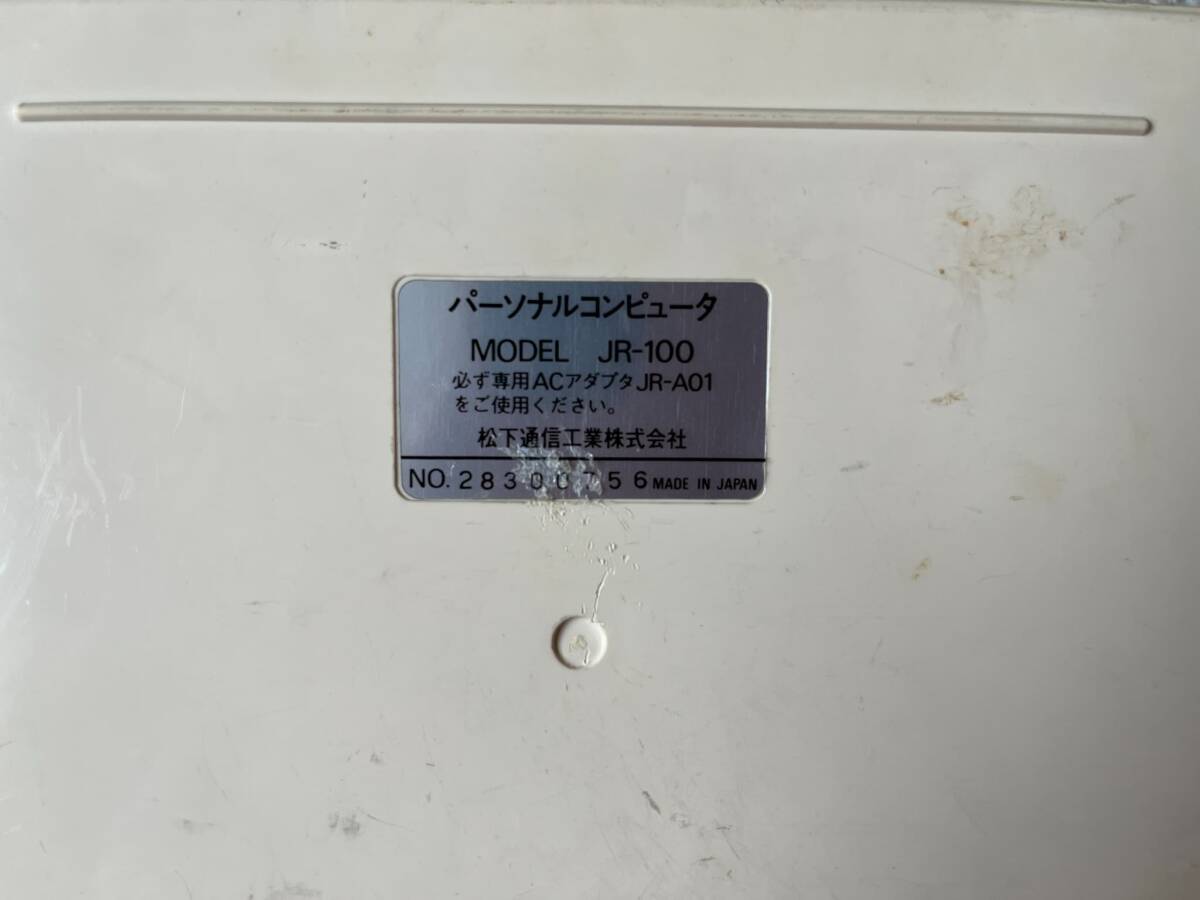 パーソナルコンピュータ
MODEL JR-100
必ず専用ACアダプタJR-A01
をご使用ください。
松下通信工業株式会社
NO. 28300756 MADE IN JAPAN